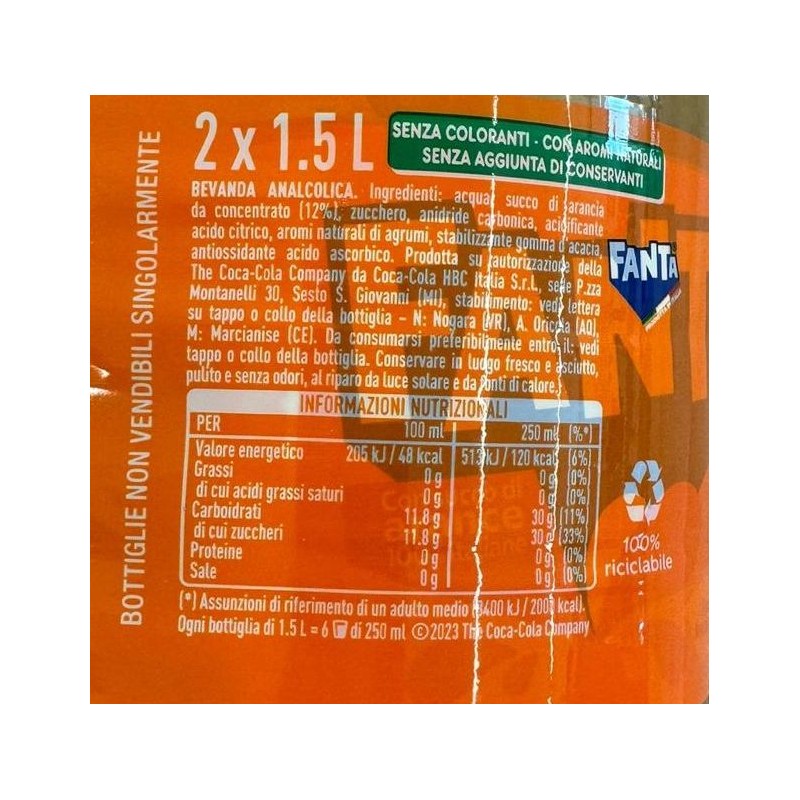 BOTTIGLIE NON VENDIBILI SINGOLARMENTE
2 x 1.5 L
SENZA COLORANTI - CON AROMI NATURALI
SENZA AGGIUNTA DI CONSERVANTI
BEVANDA ANALCOLICA. Ingredienti: acqua, succo di arancia
da concentrato (12%), zucchero, anidride carbonica, acidificante
acido citrico, aromi naturali di agrumi, stabilizzante gomma d'acacia,
antiossidante acido ascorbico. Prodotta su autorizzazione della
The Coca-Cola Company da Coca-Cola HBC Italia S.r.l., sede P.zza
Montanelli 30, Sesto S. Giovanni (MI), stabilimento: vedi lettera
su tappo o collo della bottiglia - N: Nogara (VR), A. Oricola (AQ),
M: Marcianise (CE). Da consumarsi preferibilmente entro il: vedi
tappo o collo della bottiglia. Conservare in luogo fresco e asciutto,
pulito e senza odori, al riparo da luce solare e da fonti di calore.
FANTA
INFORMAZIONI NUTRIZIONALI
PER 100 ml 250 ml (%*)
Valore energetico 205 kJ / 48 kcal 513 kJ / 120 kcal (6%)
Grassi 0 g 0 g (0%)
di cui acidi grassi saturi 0 g 0 g (0%)
Carboidrati 11.8 g 30 g (11%)
di cui zuccheri 11.8 g 30 g (33%)
Proteine 0 g 0 g (0%)
Sale 0 g 0 g (0%)
100%
riciclabile
(*) Assunzioni di riferimento di un adulto medio (8400 kJ / 2000 kcal).
Ogni bottiglia di 1.5 L = 6 di 250 ml ©2023 The Coca-Cola Company